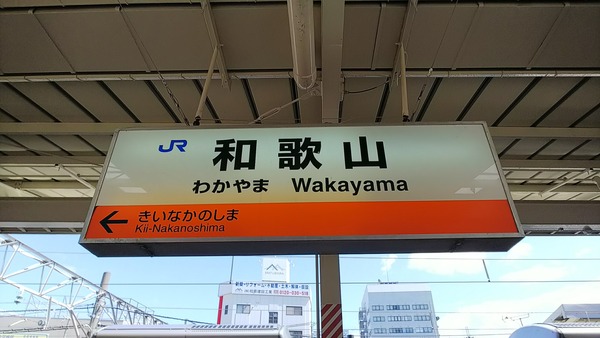 JR
和歌山
わかやま Wakayama
← きいなかのしま
Kii-Nakanoshima